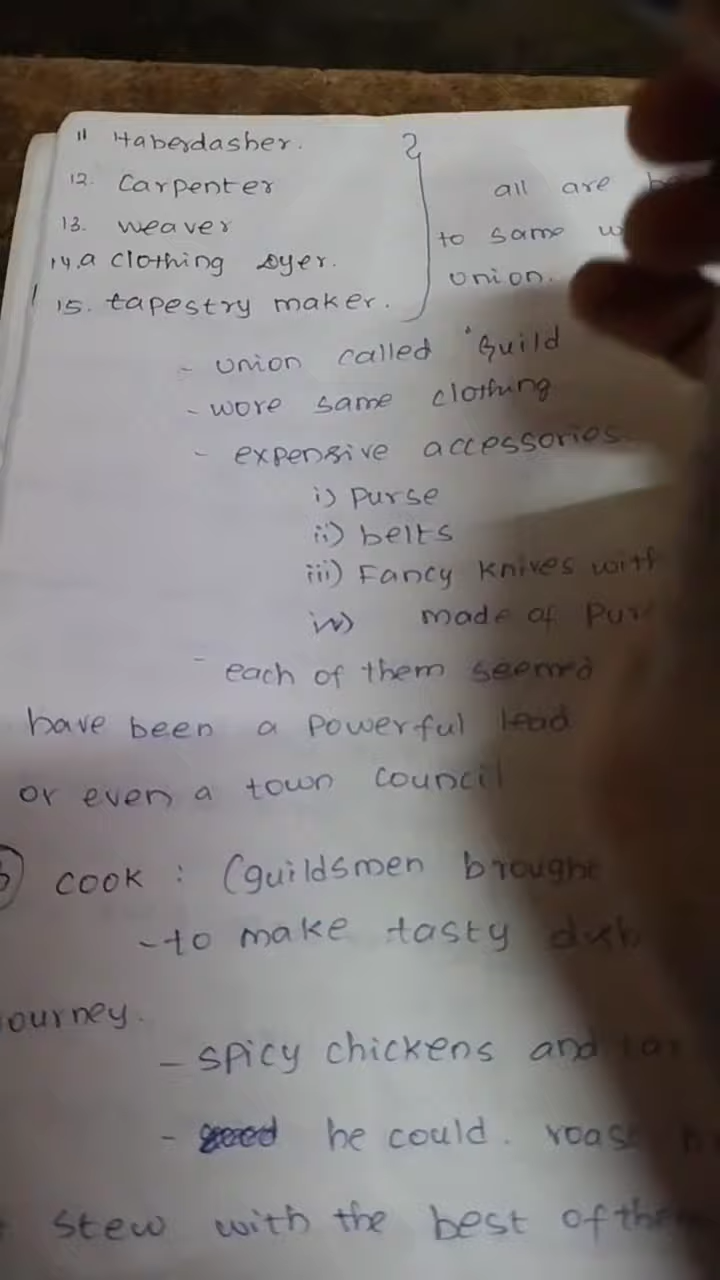 11 Haberdasher.
12. Carpenter
all are
13. weaver
to same
14. a clothing Dyer.
union.
15. tapestry maker.
- union called 'Guild
- wore same clothing
- expensive accessories.
i) Purse
ii) belts
iii) Fancy knives with
iv) made of
- each of them seemed
have been a powerful
or even a town council
cook : (guildsmen brought
- to make tasty
ourney.
- spicy chickens and
- he could. roast
stew with the best of